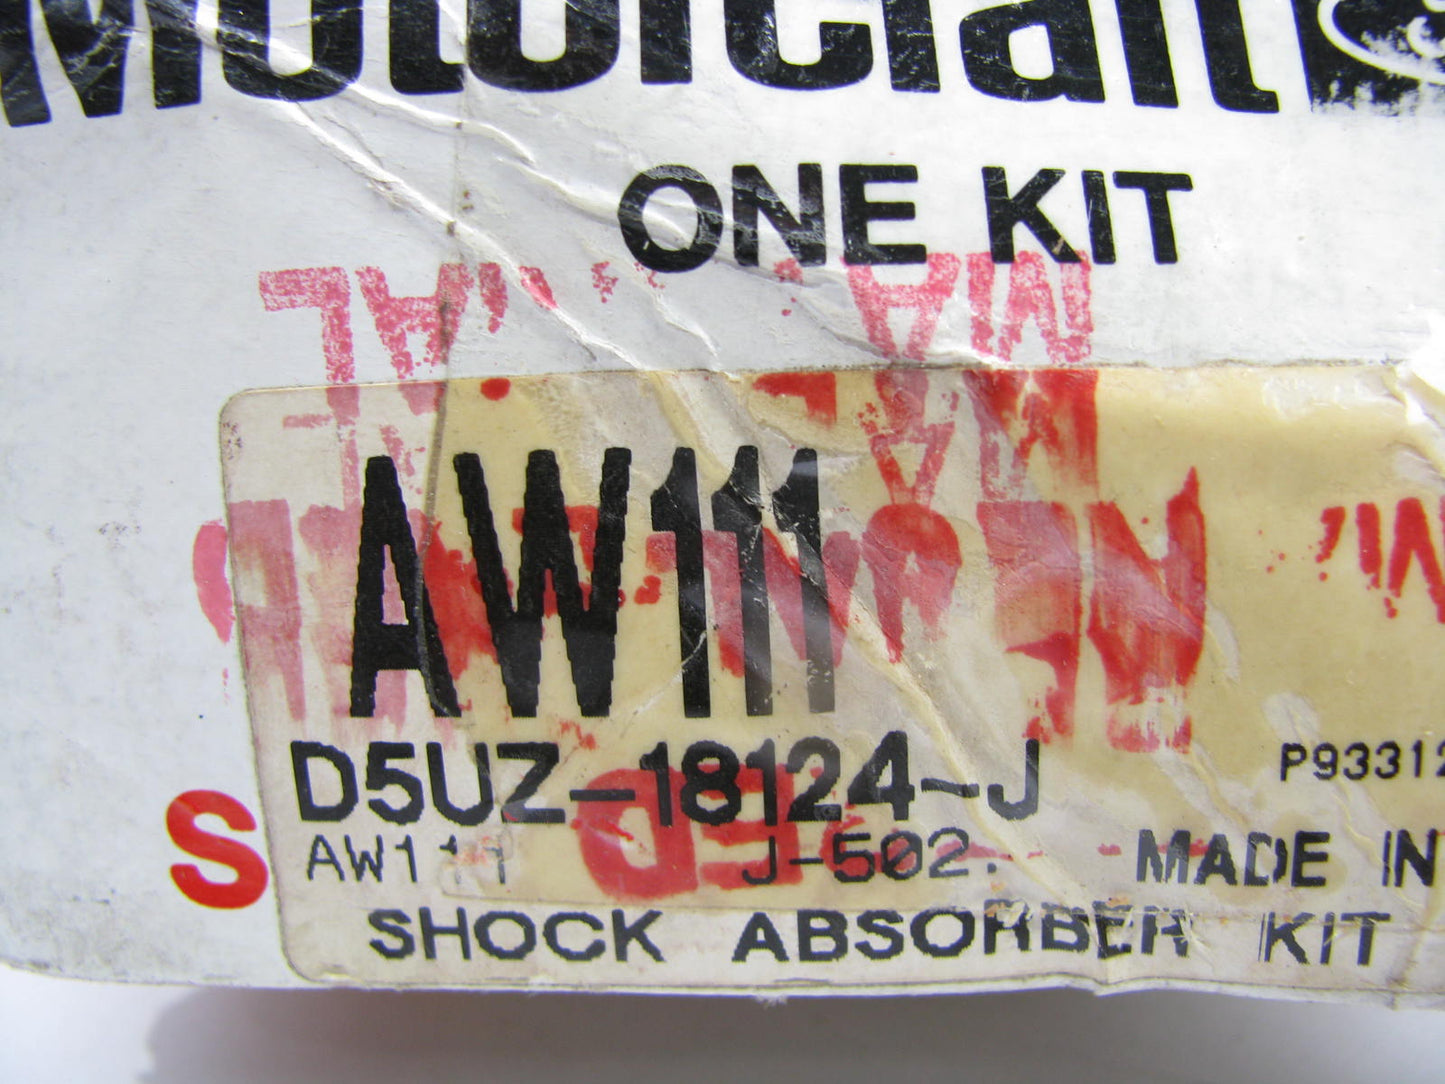 Motorcraft
ONE KIT
AW111
D5UZ-18124-J
P93312
AW111 J-502. MADE IN
SHOCK ABSORBER KIT
S